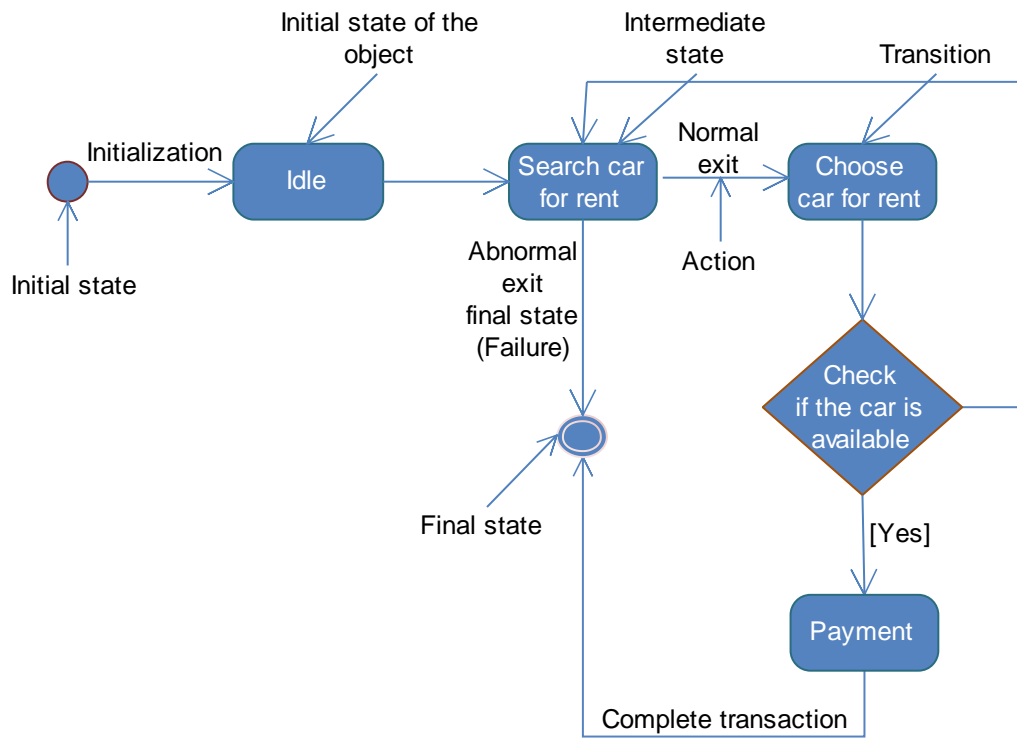 Initial state of the
object
Intermediate
state
Transition
Initialization
Idle
Search car
for rent
Normal
exit
Choose
car for rent
Initial state
Abnormal
exit
final state
(Failure)
Action
Check
if the car is
available
Final state
[Yes]
Payment
Complete transaction